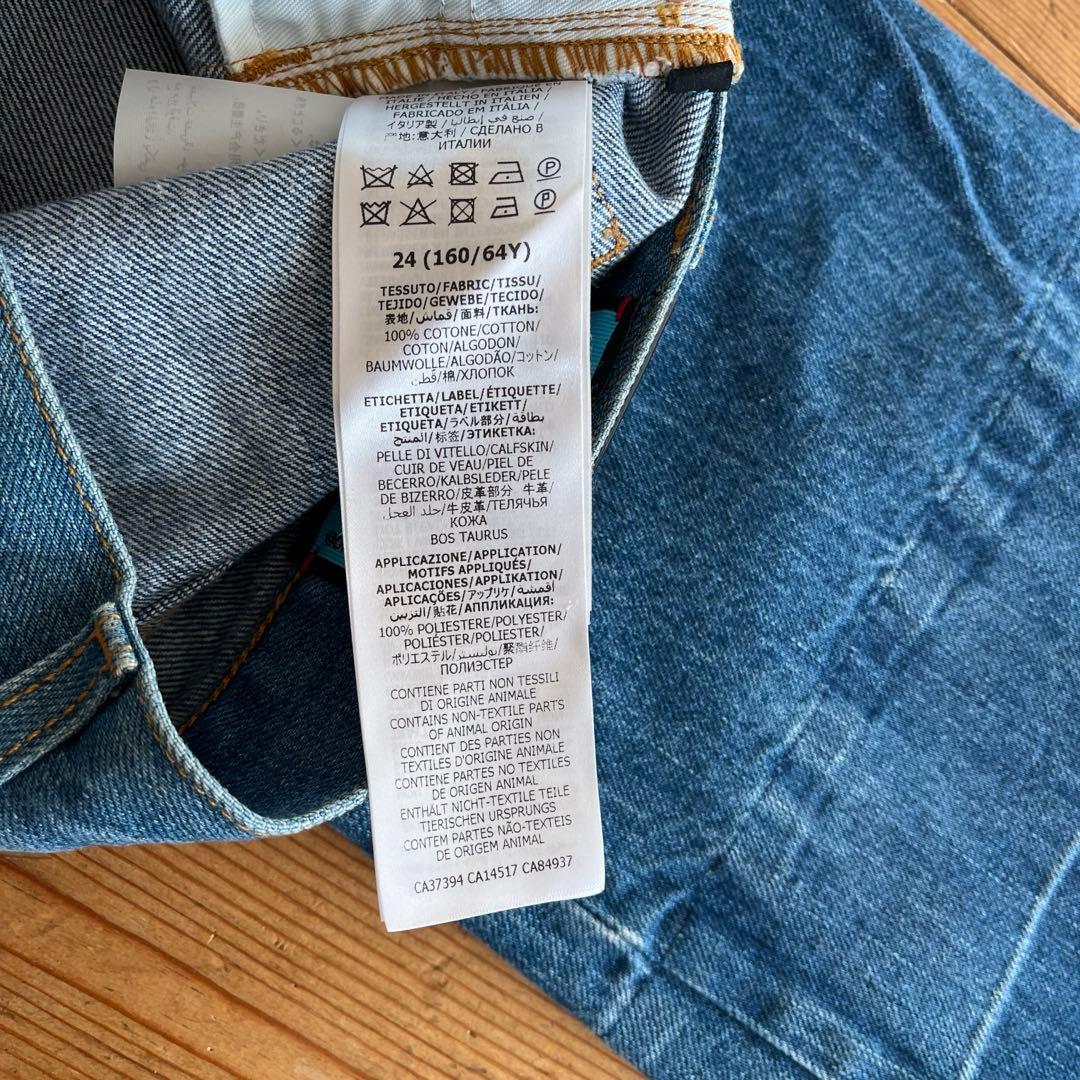 ITALIE / HECHO EN ITALIA /
HERGESTELLT IN ITALIEN /
FABRICADO EM ITÁLIA /
イタリア製 / صنع في إيطاليا /
地:意大利 / СДЕЛАНО В
ИТАЛИИ
P
P
24 (160/64Y)
TESSUTO/FABRIC/TISSU/
TEJIDO/GEWEBE/TECIDO/
表地/قماش/面料/ТКАНЬ:
100% COTONE/COTTON/
COTON/ALGODON/
BAUMWOLLE/ALGODÃO/コットン/
قطن/棉/ХЛОПОК
ETICHETTA/LABEL/ÉTIQUETTE/
ETIQUETA/ETIKETT/
ETIQUETA/ラベル部分/بطاقة
المنتج/标签/ЭТИКЕТКА:
PELLE DI VITELLO/CALFSKIN/
CUIR DE VEAU/PIEL DE
BECERRO/KALBSLEDER/PELE
DE BIZERRO/皮革部分 牛革/
جلد العجل/牛皮革/ТЕЛЯЧЬЯ
КОЖА
BOS TAURUS
APPLICAZIONE/APPLICATION/
MOTIFS APPLIQUÉS/
APLICACIONES/APPLIKATION/
APLICAÇÕES/アップリケ/أقمشة
التزيين/貼花/АППЛИКАЦИЯ:
100% POLIESTERE/POLYESTER/
POLIÉSTER/POLIESTER/
ポリエステル/بوليستر/聚酯纤维/
ПОЛИЭСТЕР
CONTIENE PARTI NON TESSILI
DI ORIGINE ANIMALE
CONTAINS NON-TEXTILE PARTS
OF ANIMAL ORIGIN
CONTIENT DES PARTIES NON
TEXTILES D'ORIGINE ANIMALE
CONTIENE PARTES NO TEXTILES
DE ORIGEN ANIMAL
ENTHÄLT NICHT-TEXTILE TEILE
TIERISCHEN URSPRUNGS
CONTEM PARTES NÃO-TEXTEIS
DE ORIGEM ANIMAL
CA37394 CA14517 CA84937